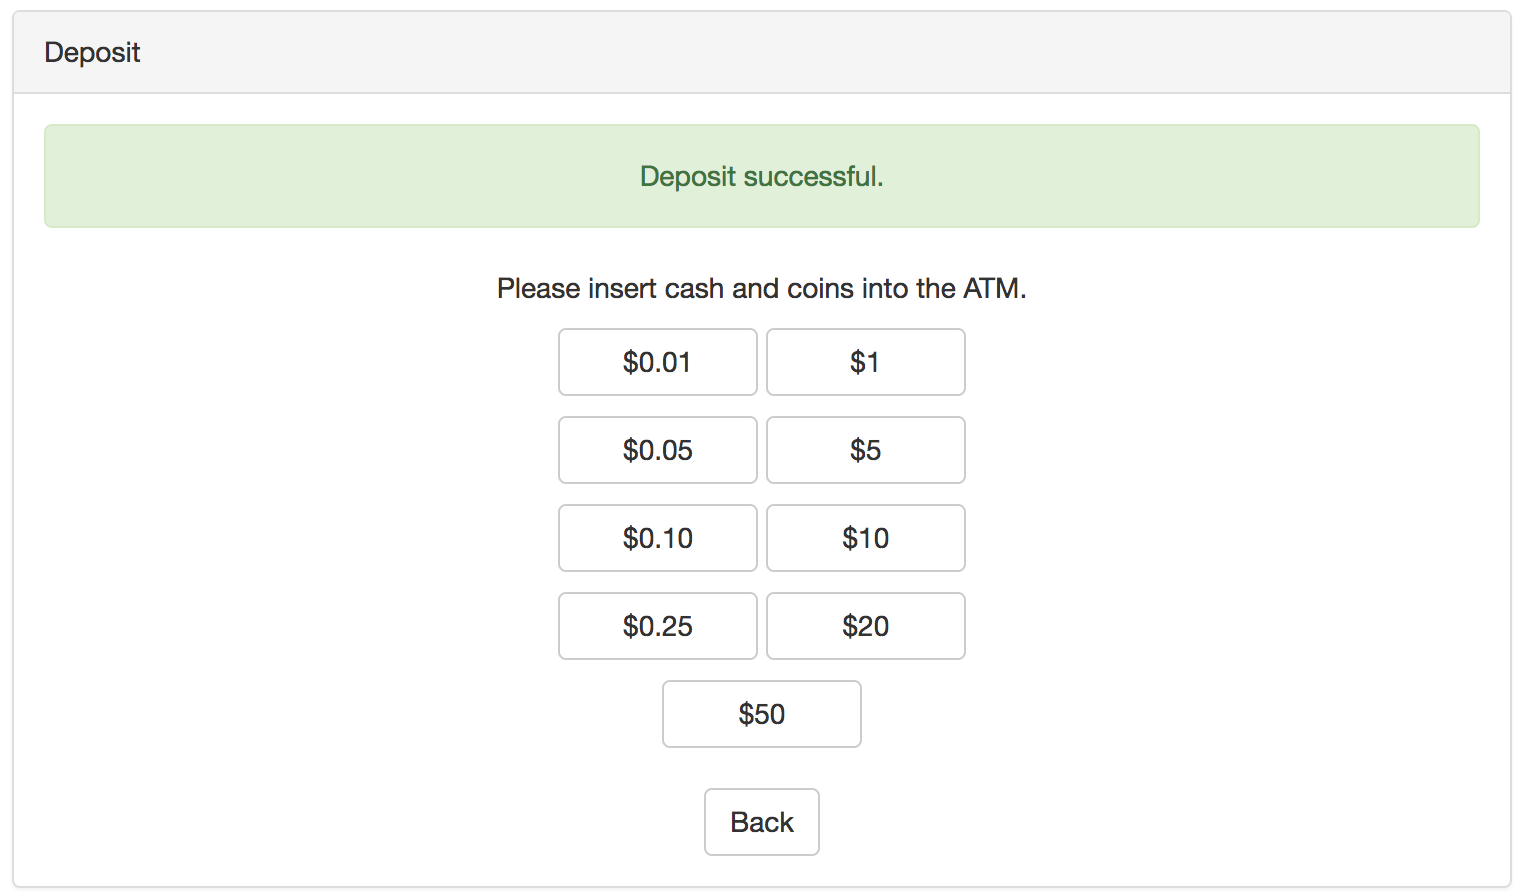 Deposit
Deposit successful.
Please insert cash and coins into the ATM.
$0.01 $1
$0.05 $5
$0.10 $10
$0.25 $20
$50
Back